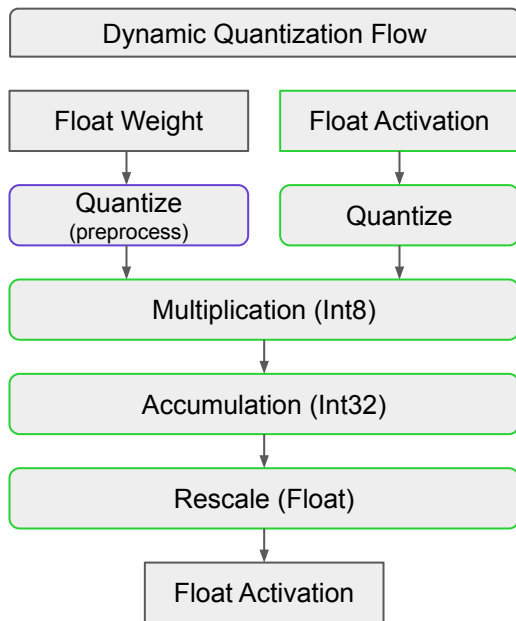 Dynamic Quantization Flow
Float Weight
Float Activation
Quantize
(preprocess)
Quantize
Multiplication (Int8)
Accumulation (Int32)
Rescale (Float)
Float Activation